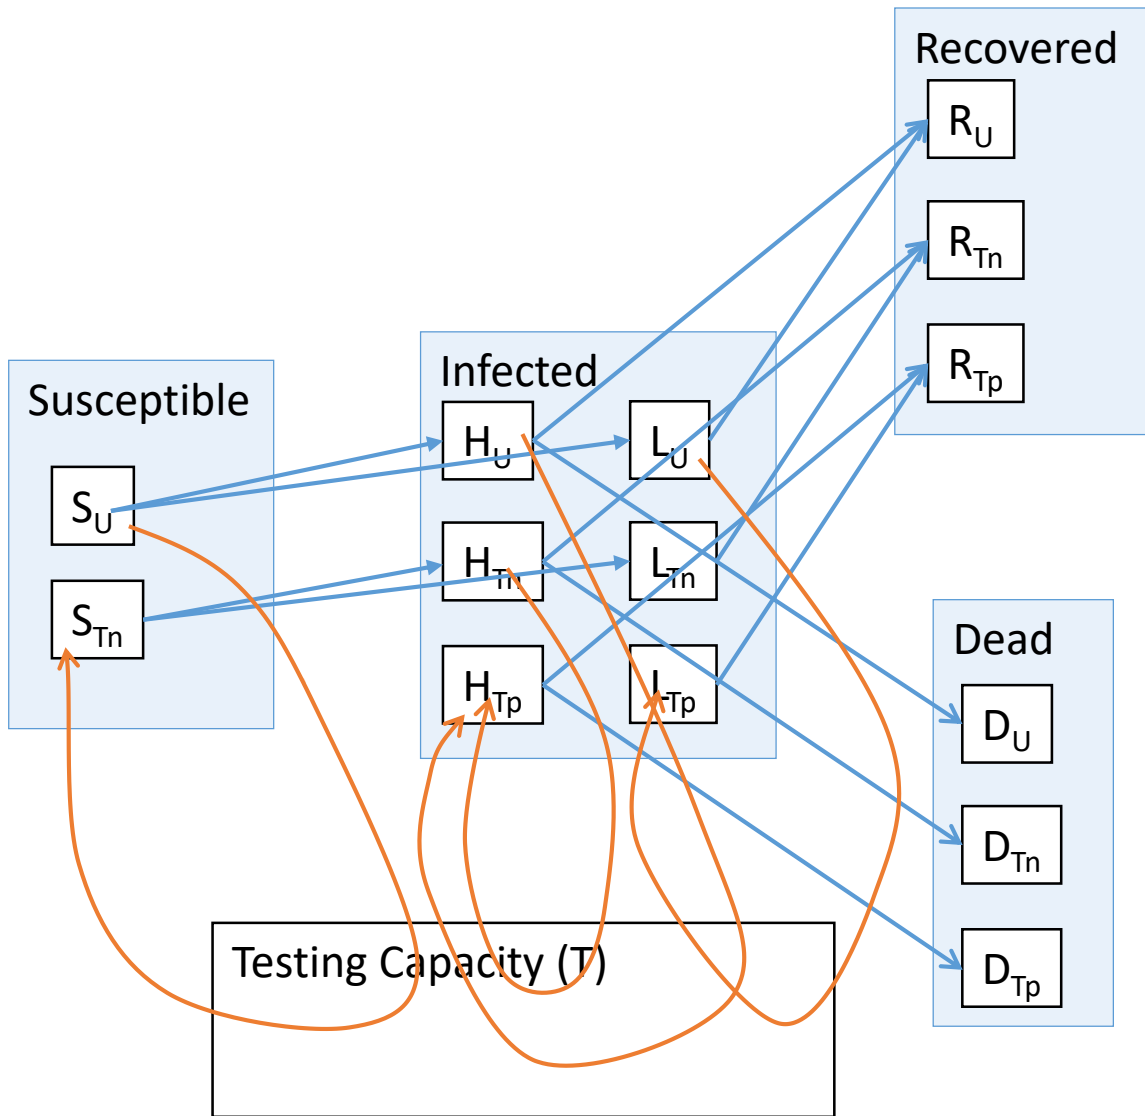 Recovered
R_U
R_Tn
R_Tp
Susceptible
S_U
S_Tn
Infected
H_U L_U
H_Tn L_Tn
H_Tp L_Tp
Dead
D_U
D_Tn
D_Tp
Testing Capacity (T)